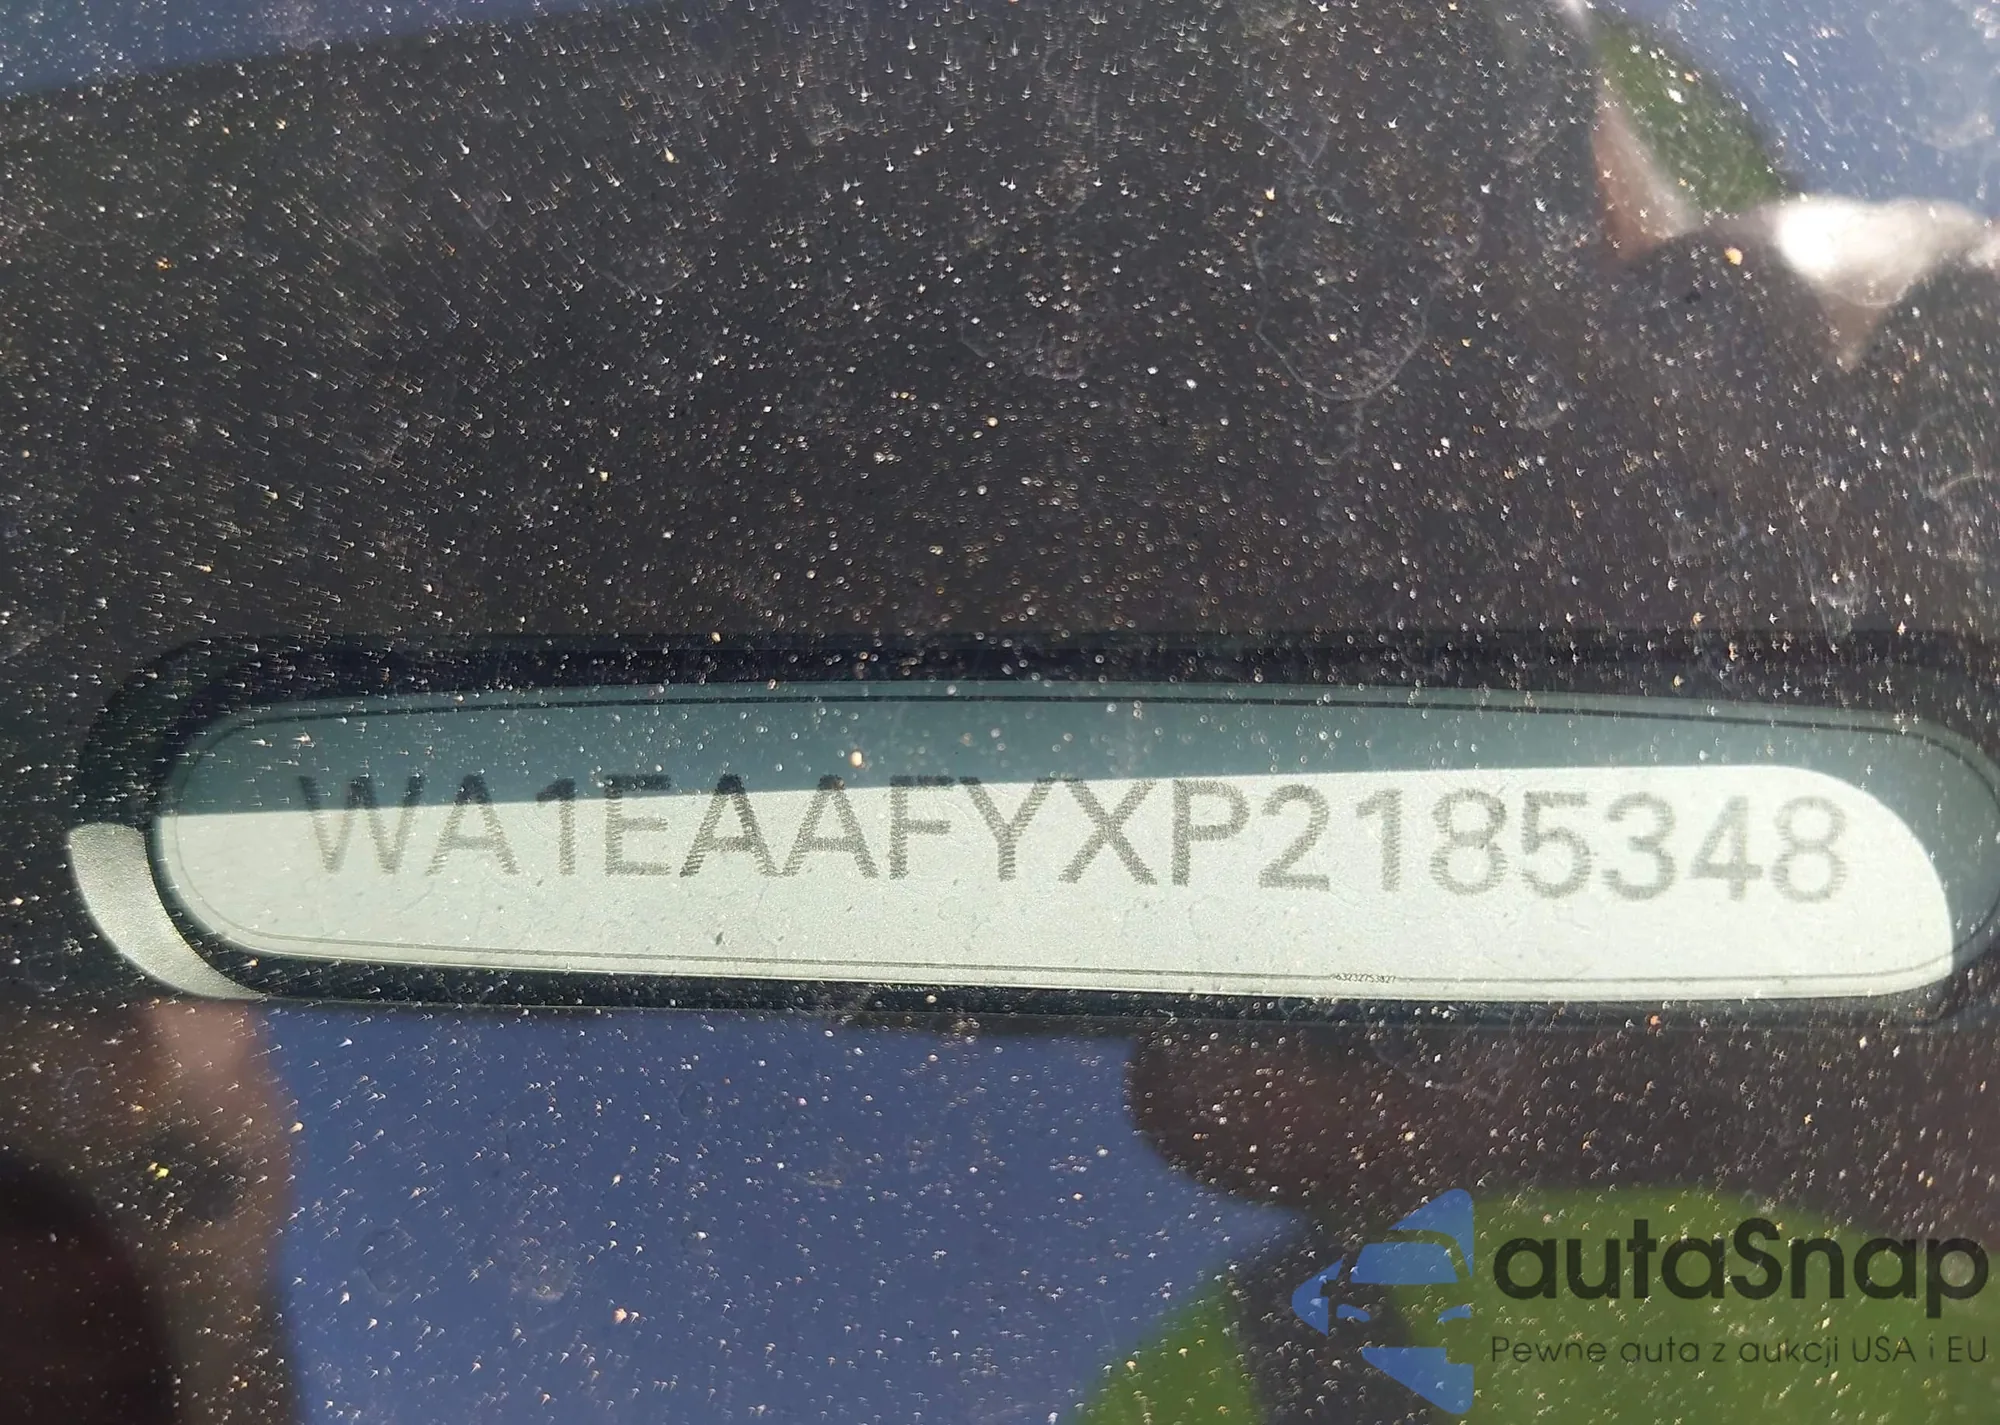 WA1EAAFYXP2185348
autaSnap
Pewne auta z aukcji USA i EU